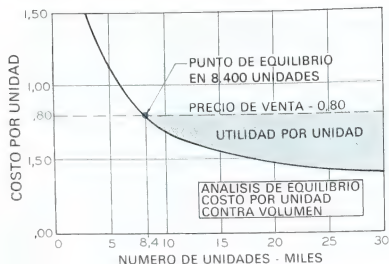 1,50
PUNTO DE EQUILIBRIO
EN 8,400 UNIDADES
1,00
PRECIO DE VENTA - 0,80
,80
UTILIDAD POR UNIDAD
1,50
ANALISIS DE EQUILIBRIO
COSTO POR UNIDAD
CONTRA VOLUMEN
,00
0 5 8,4 10 15 20 25 30
NUMERO DE UNIDADES - MILES
COSTO POR UNIDAD